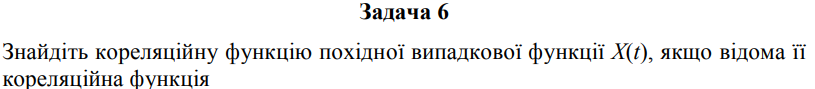 Задача 6
Знайдіть кореляційну функцію похідної випадкової функції X(t), якщо відома її
кореляційна функція